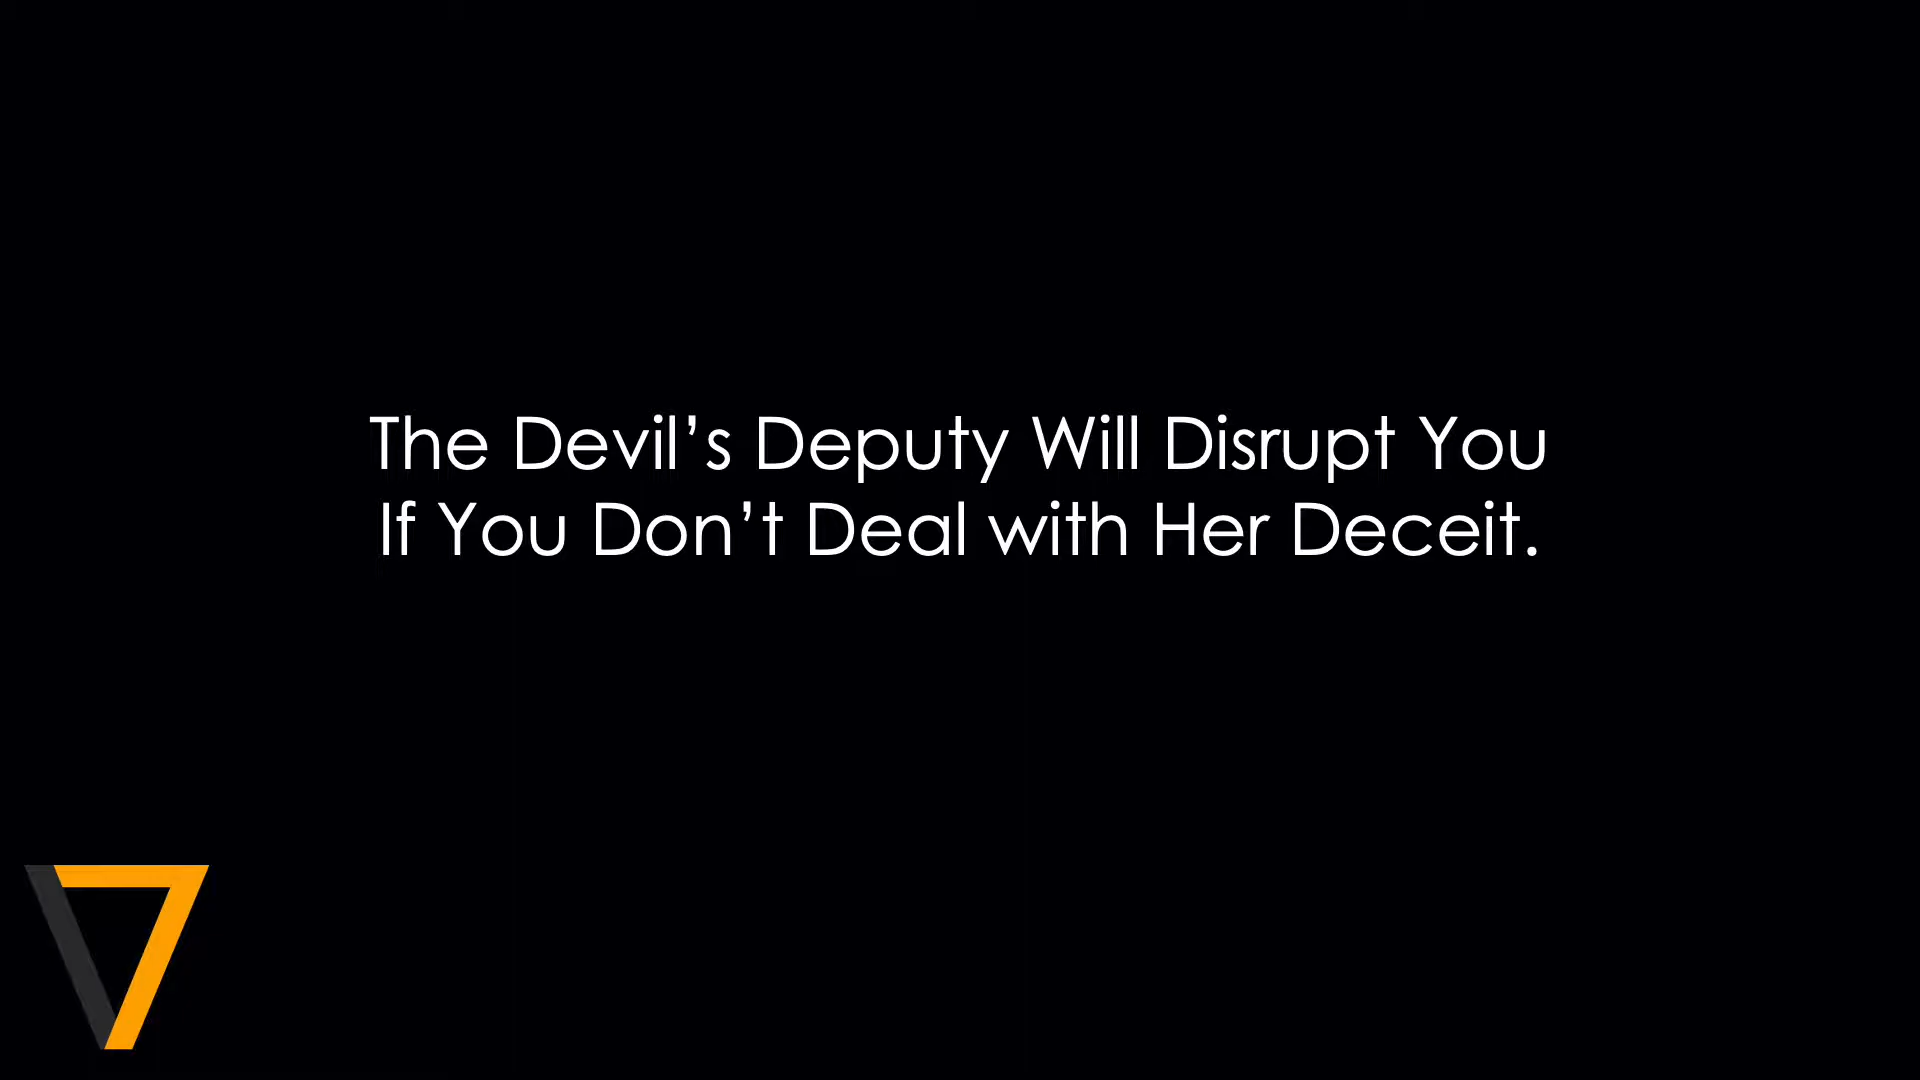 The Devil’s Deputy Will Disrupt You
If You Don’t Deal with Her Deceit.